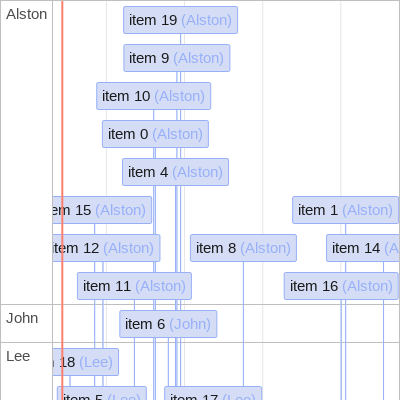 Alston
item 19 (Alston)
item 9 (Alston)
item 10 (Alston)
item 0 (Alston)
item 4 (Alston)
em 15 (Alston)
item 1 (Alston)
item 12 (Alston)
item 8 (Alston)
item 14 (A
item 11 (Alston)
item 16 (Alston)
John
item 6 (John)
Lee
18 (Lee)
item 5 (Lee)
item 17 (Lee)